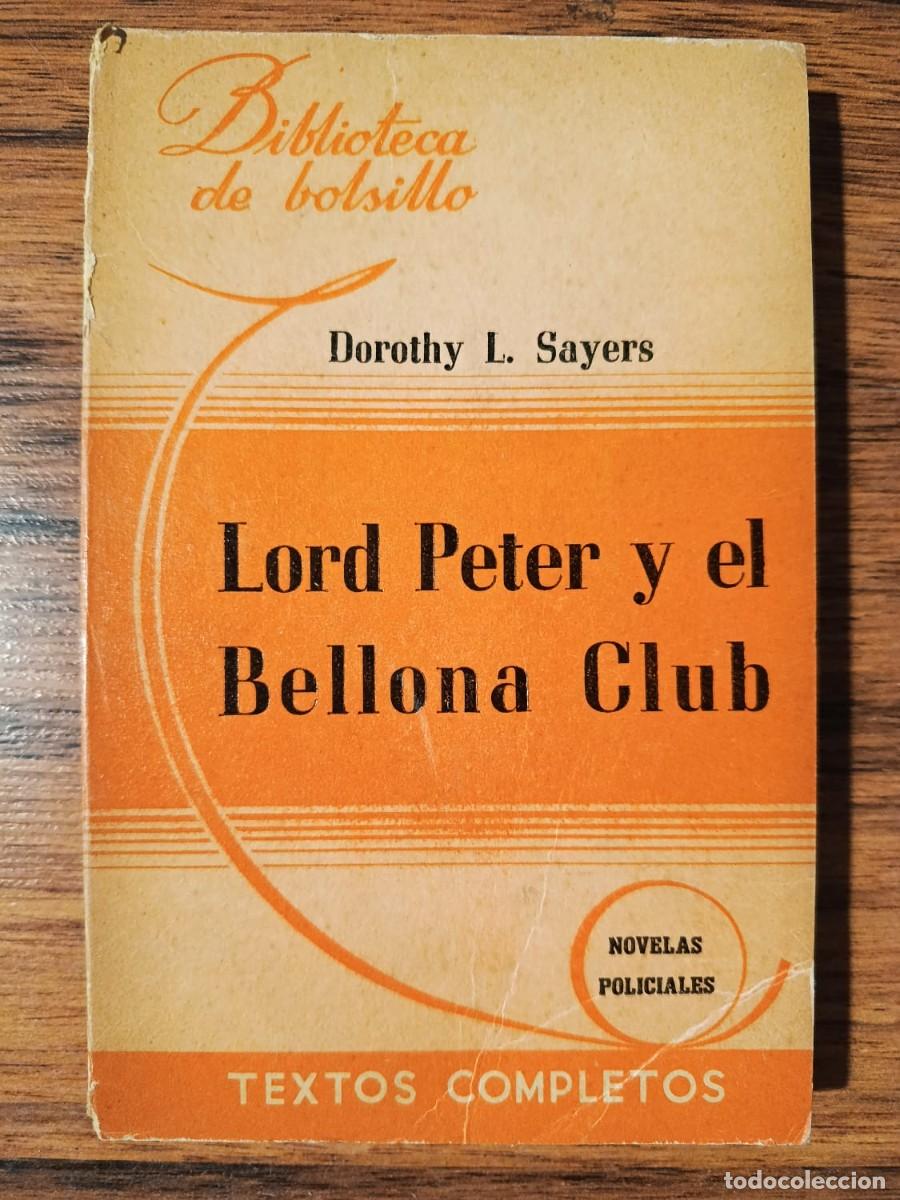 Biblioteca
de bolsillo
Dorothy L. Sayers
Lord Peter y el
Bellona Club
NOVELAS
POLICIALES
TEXTOS COMPLETOS
todocoleccion